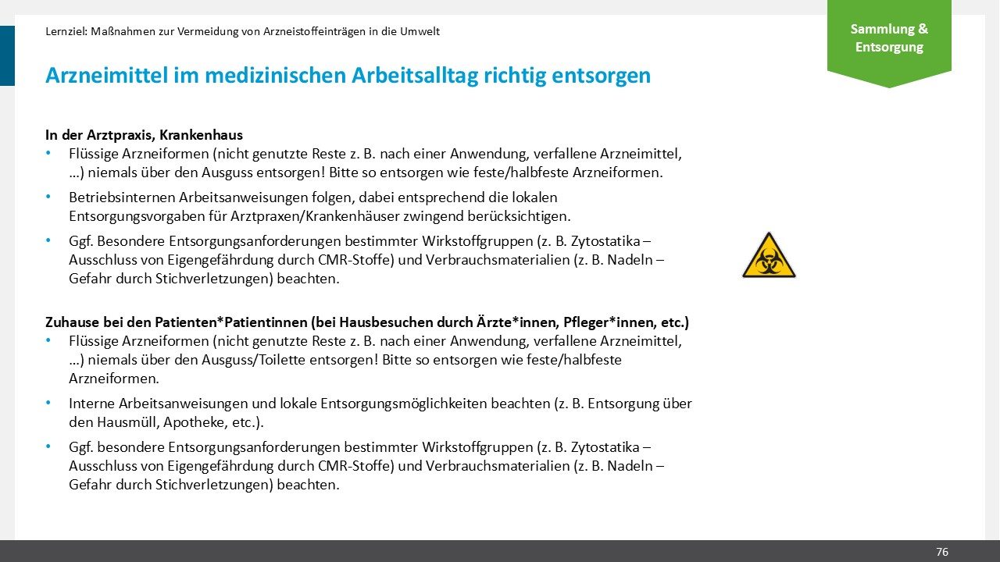 Lernziel: Maßnahmen zur Vermeidung von Arzneistoffeinträgen in die Umwelt
Sammlung &
Entsorgung
Arzneimittel im medizinischen Arbeitsalltag richtig entsorgen
In der Arztpraxis, Krankenhaus
• Flüssige Arzneiformen (nicht genutzte Reste z. B. nach einer Anwendung, verfallene Arzneimittel,
…) niemals über den Ausguss entsorgen! Bitte so entsorgen wie feste/halbfeste Arzneiformen.
• Betriebsinternen Arbeitsanweisungen folgen, dabei entsprechend die lokalen
Entsorgungsvorgaben für Arztpraxen/Krankenhäuser zwingend berücksichtigen.
• Ggf. Besondere Entsorgungsanforderungen bestimmter Wirkstoffgruppen (z. B. Zytostatika –
Ausschluss von Eigengefährdung durch CMR-Stoffe) und Verbrauchsmaterialien (z. B. Nadeln –
Gefahr durch Stichverletzungen) beachten.
Zuhause bei den Patienten*Patientinnen (bei Hausbesuchen durch Ärzte*innen, Pfleger*innen, etc.)
• Flüssige Arzneiformen (nicht genutzte Reste z. B. nach einer Anwendung, verfallene Arzneimittel,
…) niemals über den Ausguss/Toilette entsorgen! Bitte so entsorgen wie feste/halbfeste
Arzneiformen.
• Interne Arbeitsanweisungen und lokale Entsorgungsmöglichkeiten beachten (z. B. Entsorgung über
den Hausmüll, Apotheke, etc.).
• Ggf. besondere Entsorgungsanforderungen bestimmter Wirkstoffgruppen (z. B. Zytostatika –
Ausschluss von Eigengefährdung durch CMR-Stoffe) und Verbrauchsmaterialien (z. B. Nadeln –
Gefahr durch Stichverletzungen) beachten.
76